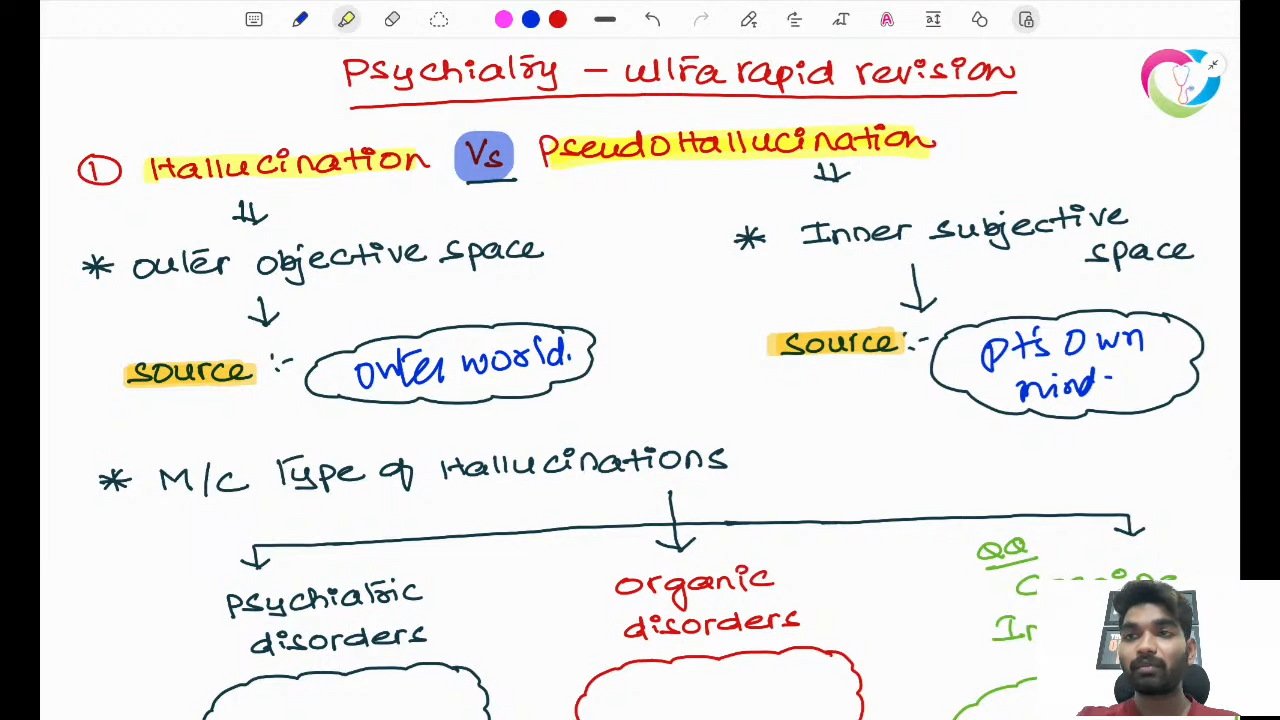 Psychiatry - ultra rapid revision
① Hallucination Vs PseudoHallucination
* outer objective space
* Inner subjective space
source :- outer world.
source :- pt's own mind.
* M/C Type of Hallucinations
psychiatric disorders
organic disorders
QQ